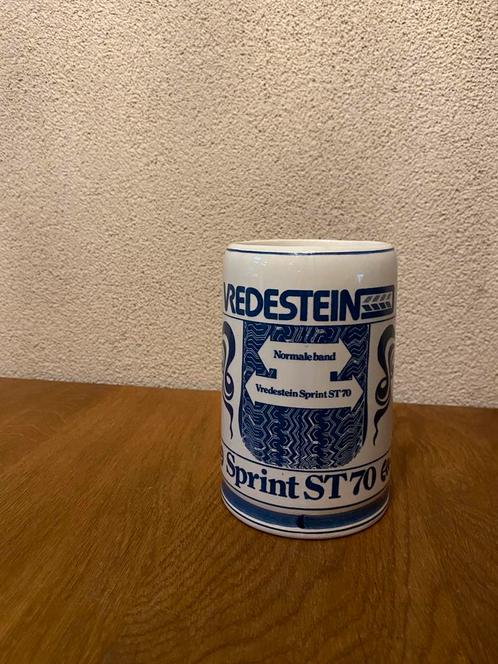 VREDESTEIN
Normale band
Vredestein Sprint ST 70
Sprint ST 70